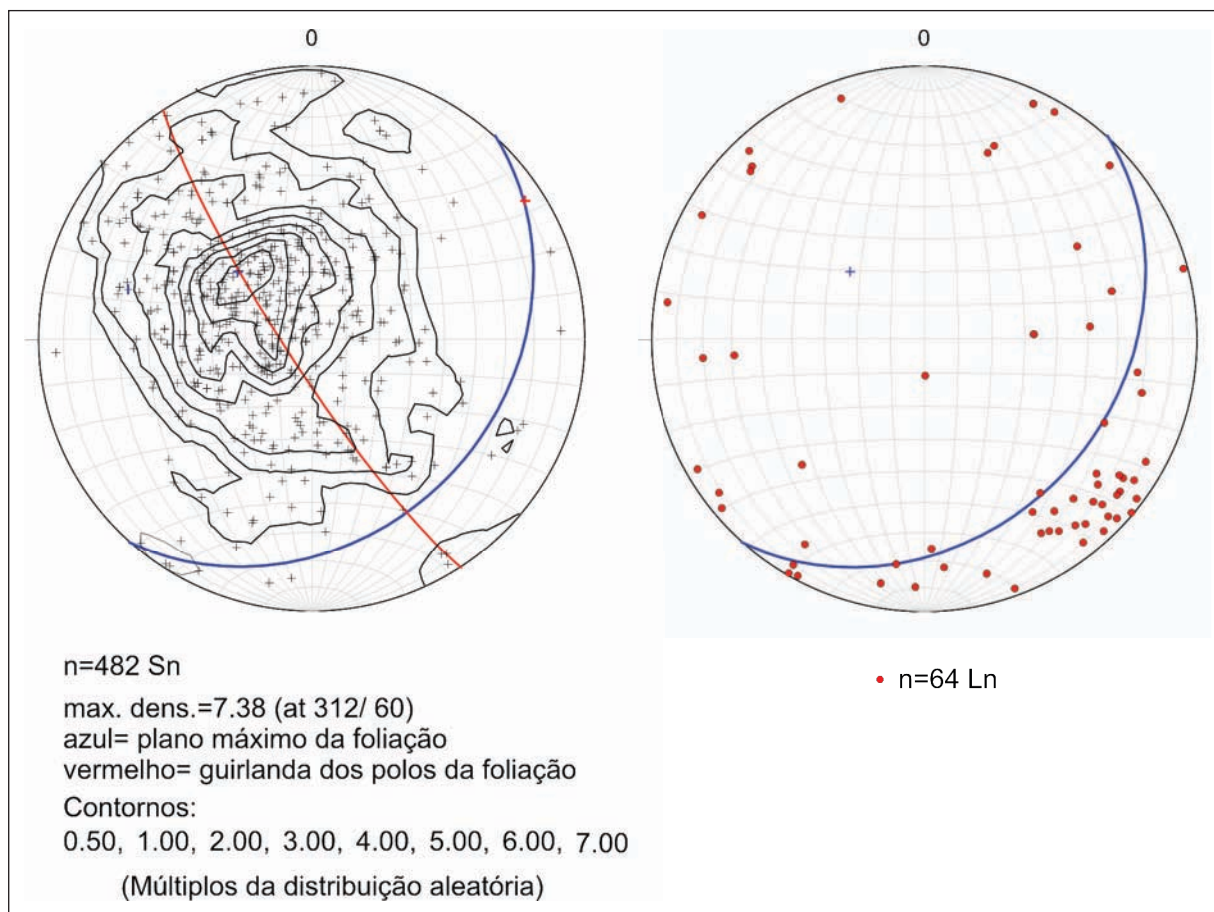 0
0
n=482 Sn
max. dens.=7.38 (at 312/ 60)
azul= plano máximo da foliação
vermelho= guirlanda dos polos da foliação
Contornos:
0.50, 1.00, 2.00, 3.00, 4.00, 5.00, 6.00, 7.00
(Múltiplos da distribuição aleatória)
n=64 Ln